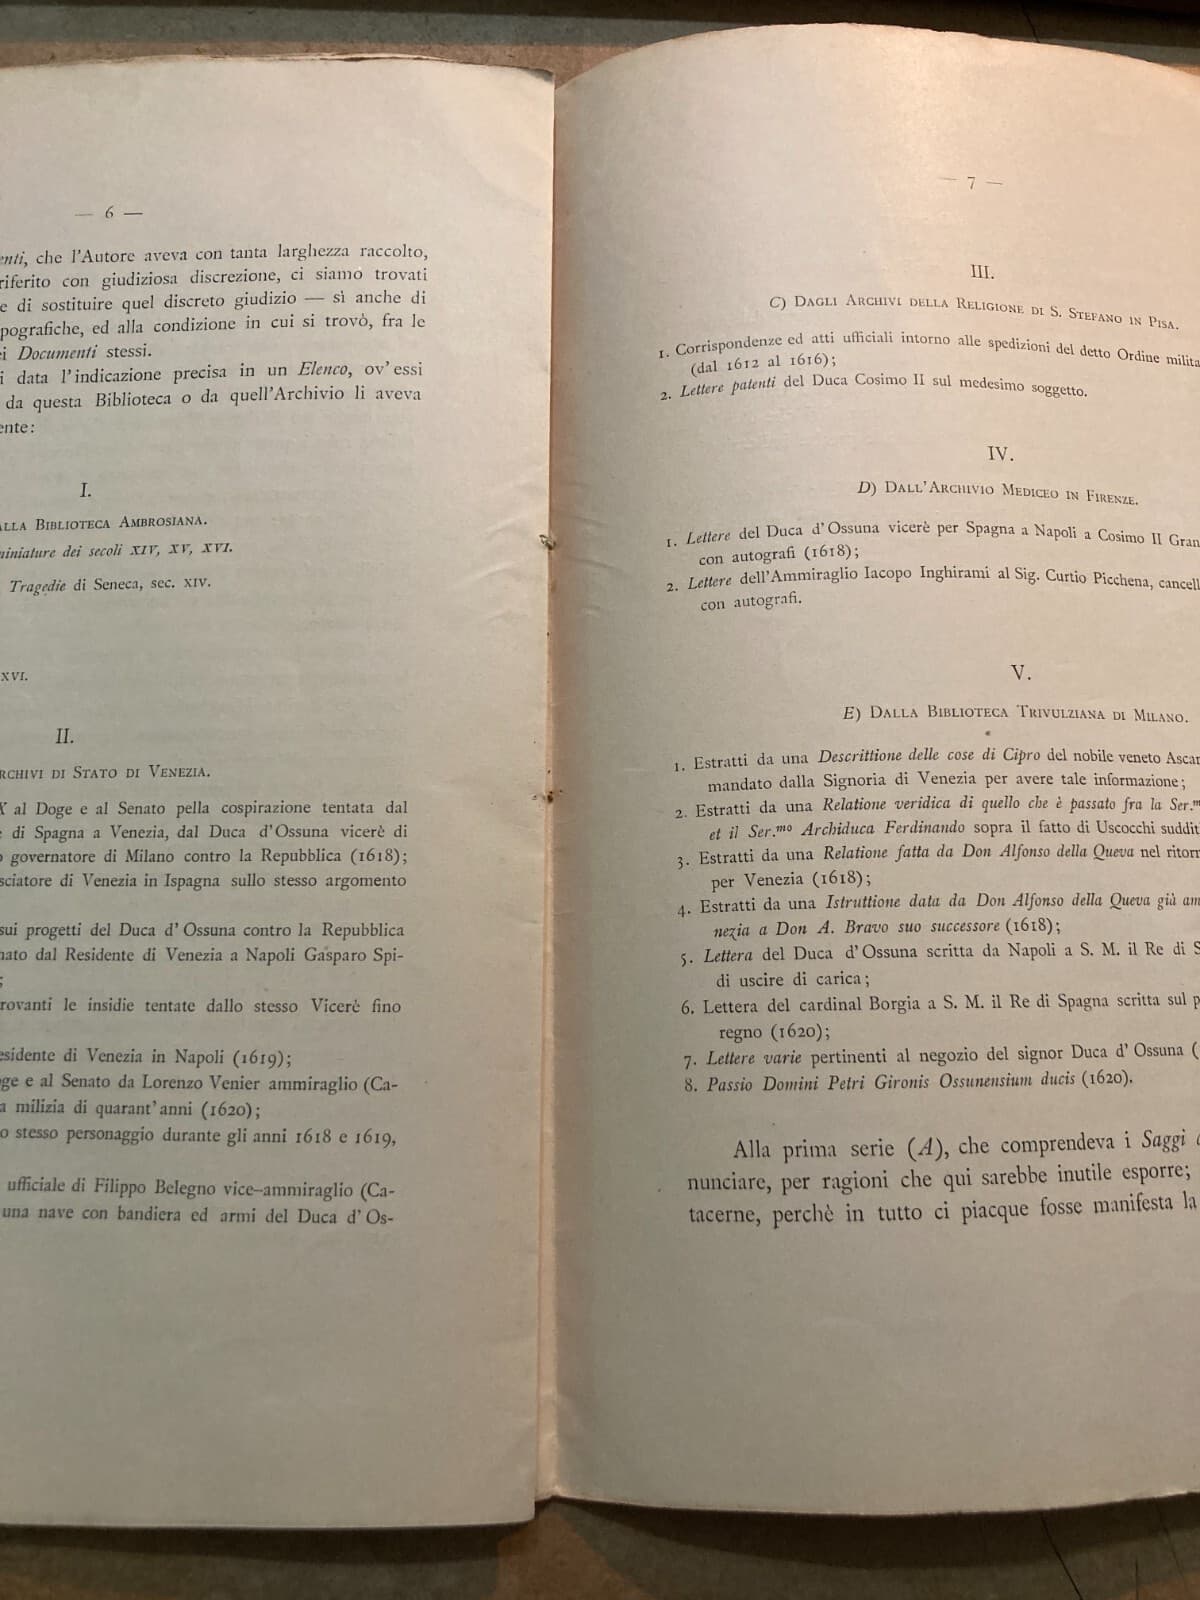 — 6 —
enti, che l'Autore aveva con tanta larghezza raccolto,
riferito con giudiziosa discrezione, ci siamo trovati
e di sostituire quel discreto giudizio — sì anche di
pografiche, ed alla condizione in cui si trovò, fra le
ei Documenti stessi.
i data l'indicazione precisa in un Elenco, ov'essi
da questa Biblioteca o da quell'Archivio li aveva
ente:
I.
ALLA BIBLIOTECA AMBROSIANA.
miniature dei secoli XIV, XV, XVI.
Tragedie di Seneca, sec. XIV.
XVI.
II.
RCHIVI DI STATO DI VENEZIA.
X al Doge e al Senato pella cospirazione tentata dal
e di Spagna a Venezia, dal Duca d'Ossuna vicerè di
o governatore di Milano contro la Repubblica (1618);
sciatore di Venezia in Ispagna sullo stesso argomento
sui progetti del Duca d'Ossuna contro la Repubblica
nato dal Residente di Venezia a Napoli Gasparo Spi-
;
rovanti le insidie tentate dallo stesso Vicerè fino
esidente di Venezia in Napoli (1619);
oge e al Senato da Lorenzo Venier ammiraglio (Ca-
a milizia di quarant'anni (1620);
o stesso personaggio durante gli anni 1618 e 1619,
ufficiale di Filippo Belegno vice-ammiraglio (Ca-
una nave con bandiera ed armi del Duca d'Os-
— 7 —
III.
C) DAGLI ARCHIVI DELLA RELIGIONE DI S. STEFANO IN PISA.
1. Corrispondenze ed atti ufficiali intorno alle spedizioni del detto Ordine milita
(dal 1612 al 1616);
2. Lettere patenti del Duca Cosimo II sul medesimo soggetto.
IV.
D) DALL'ARCHIVIO MEDICEO IN FIRENZE.
1. Lettere del Duca d'Ossuna vicerè per Spagna a Napoli a Cosimo II Gran
con autografi (1618);
2. Lettere dell'Ammiraglio Iacopo Inghirami al Sig. Curtio Picchena, cancell
con autografi.
V.
E) DALLA BIBLIOTECA TRIVULZIANA DI MILANO.
1. Estratti da una Descrittione delle cose di Cipro del nobile veneto Ascan
mandato dalla Signoria di Venezia per avere tale informazione;
2. Estratti da una Relatione veridica di quello che è passato fra la Ser.m
et il Ser.mo Archiduca Ferdinando sopra il fatto di Uscocchi suddit
3. Estratti da una Relatione fatta da Don Alfonso della Queva nel ritor
per Venezia (1618);
4. Estratti da una Istruttione data da Don Alfonso della Queva già am
nezia a Don A. Bravo suo successore (1618);
5. Lettera del Duca d'Ossuna scritta da Napoli a S. M. il Re di S
di uscire di carica;
6. Lettera del cardinal Borgia a S. M. il Re di Spagna scritta sul p
regno (1620);
7. Lettere varie pertinenti al negozio del signor Duca d'Ossuna (
8. Passio Domini Petri Gironis Ossunensium ducis (1620).
Alla prima serie (A), che comprendeva i Saggi
nunciare, per ragioni che qui sarebbe inutile esporre;
tacerne, perchè in tutto ci piacque fosse manifesta la